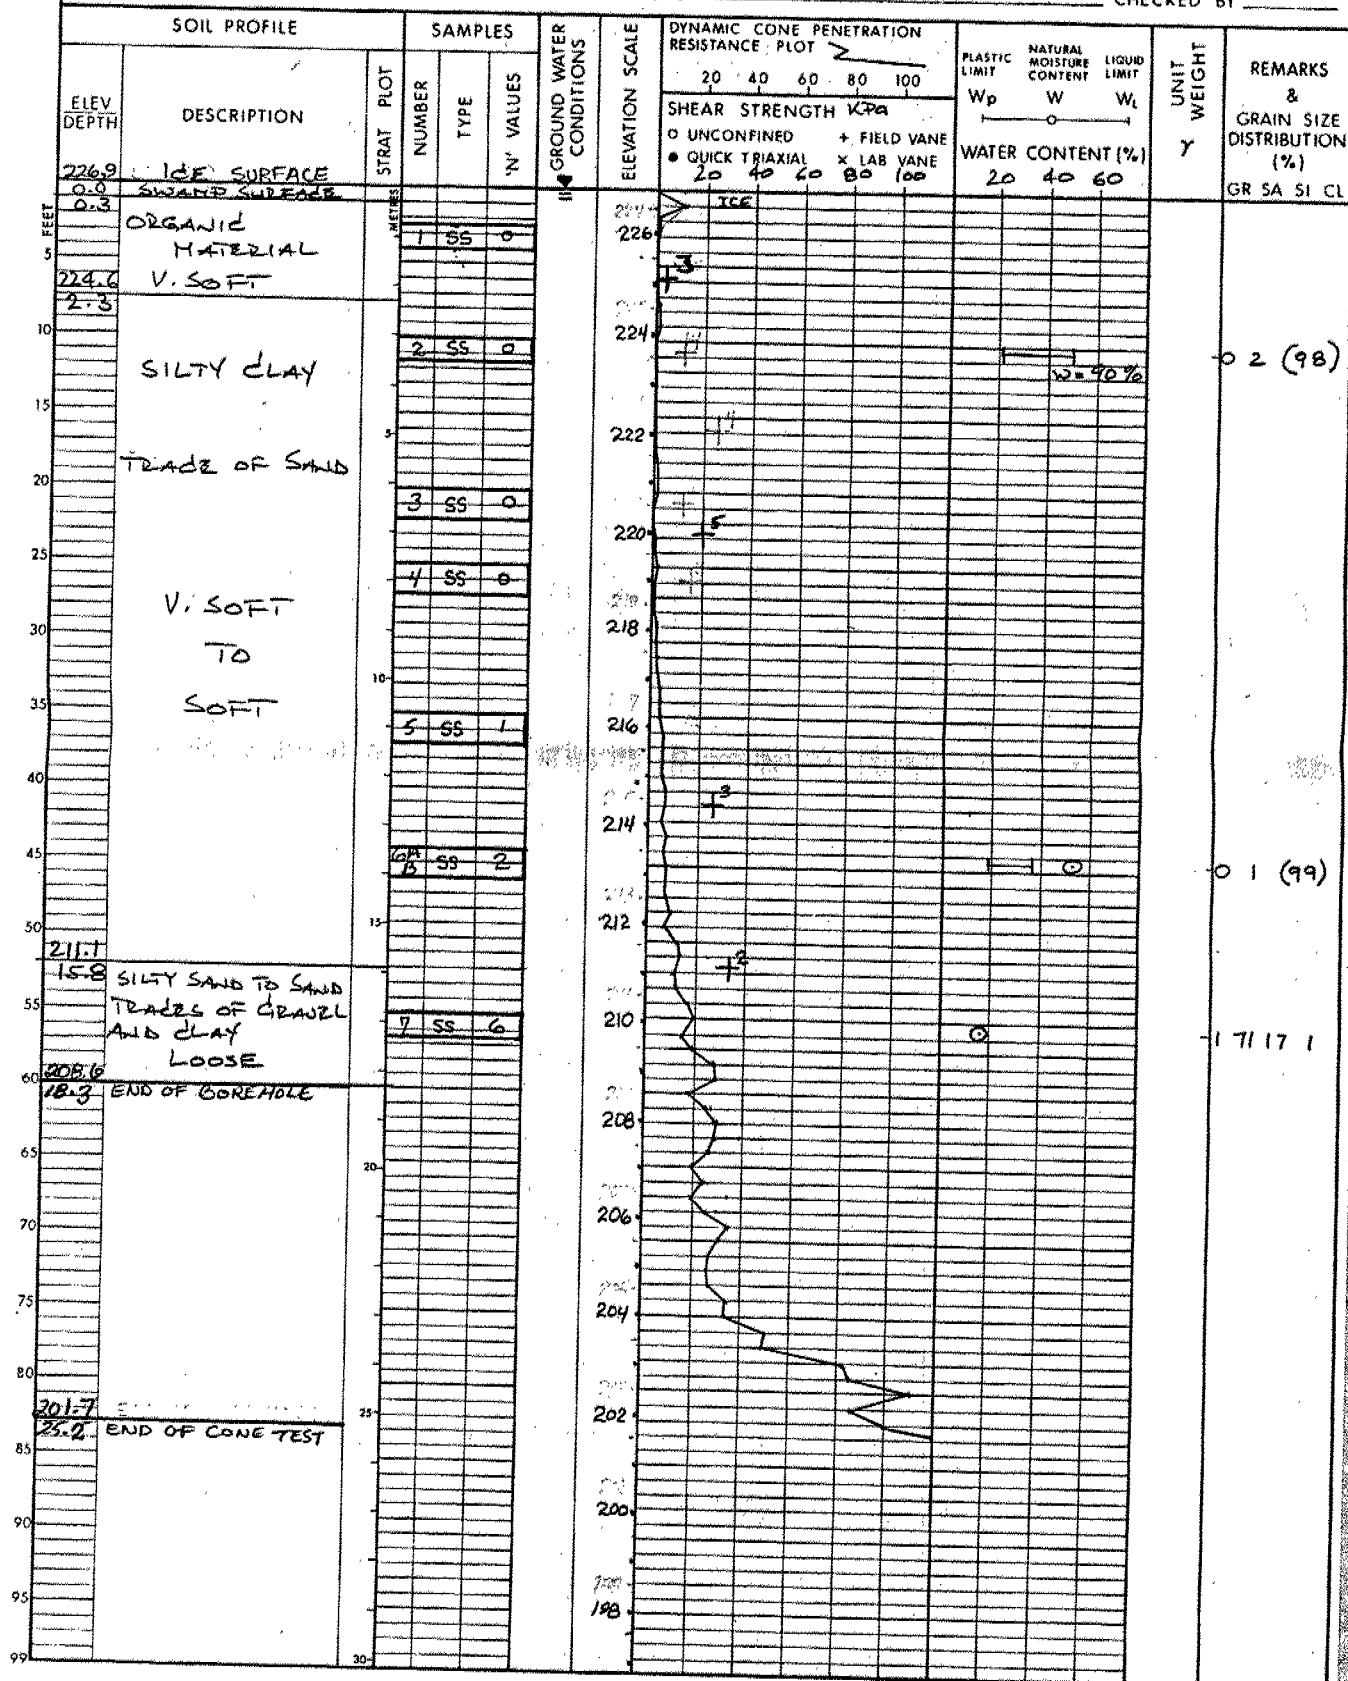 CHECKED BY
SOIL PROFILE
SAMPLES
GROUND WATER CONDITIONS
ELEVATION SCALE
DYNAMIC CONE PENETRATION
RESISTANCE PLOT
20 40 60 80 100
SHEAR STRENGTH KPa
O UNCONFINED + FIELD VANE
● QUICK TRIAXIAL × LAB VANE
20 40 60 80 100
PLASTIC LIMIT
NATURAL MOISTURE CONTENT
LIQUID LIMIT
Wp W WL
WATER CONTENT (%)
20 40 60
UNIT WEIGHT
γ
REMARKS
&
GRAIN SIZE
DISTRIBUTION
(%)
GR SA SI CL
ELEV
DEPTH
DESCRIPTION
STRAT PLOT
NUMBER
TYPE
'N' VALUES
FEET
METRES
226.9 ICE SURFACE
0.0 SWAMP SURFACE
0.3
ICE
ORGANIC
MATERIAL
V. SOFT
1 SS 0
226
3
5
224.6
2.3
10
2 SS 0
224
W = 90%
0 2 (98)
SILTY CLAY
15
5
222
TRACE OF SAND
20
3 SS 0
220
5
25
4 SS 0
V. SOFT
TO
SOFT
30
218
10
35
5 SS 1
216
40
3
214
45
6A
B SS 2
0 1 (99)
50
15
212
211.1
15.8
2
SILTY SAND TO SAND
TRACES OF GRAVEL
AND CLAY
LOOSE
55
7 SS 6
210
1 71 17 1
208.6
60
18.3 END OF BOREHOLE
208
65
20
206
70
75
204
80
201.7
25
202
25.2 END OF CONE TEST
85
90
200
95
198
99
30